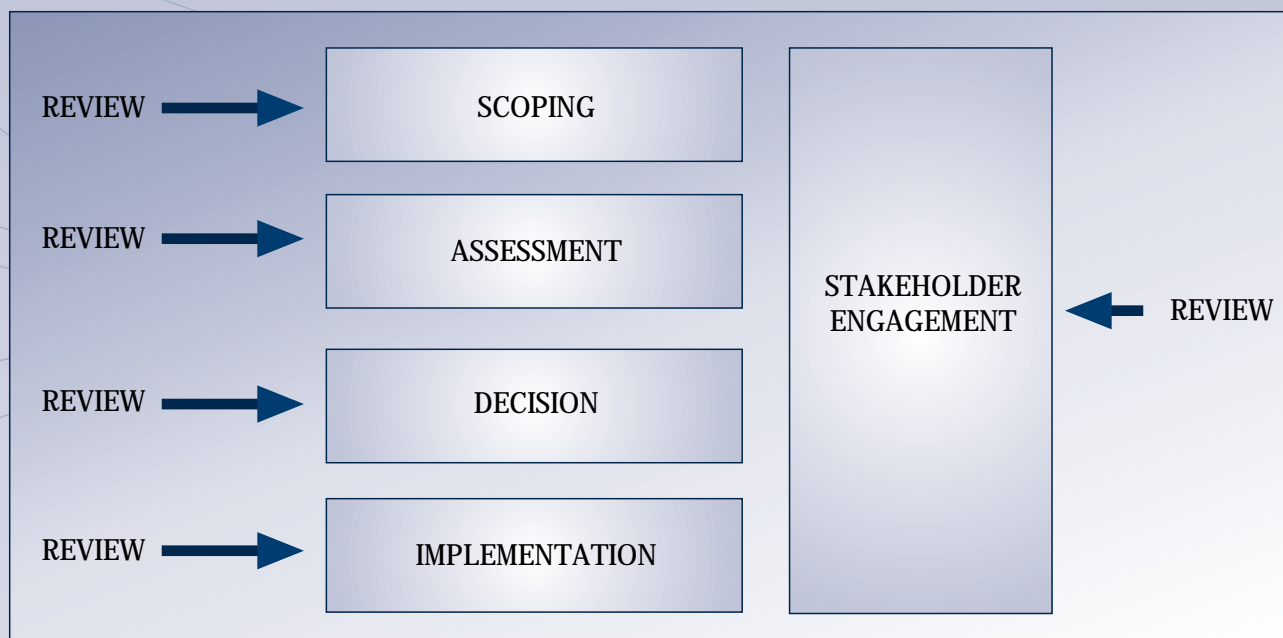 REVIEW
SCOPING
REVIEW
ASSESSMENT
REVIEW
DECISION
REVIEW
IMPLEMENTATION
STAKEHOLDER
ENGAGEMENT
REVIEW